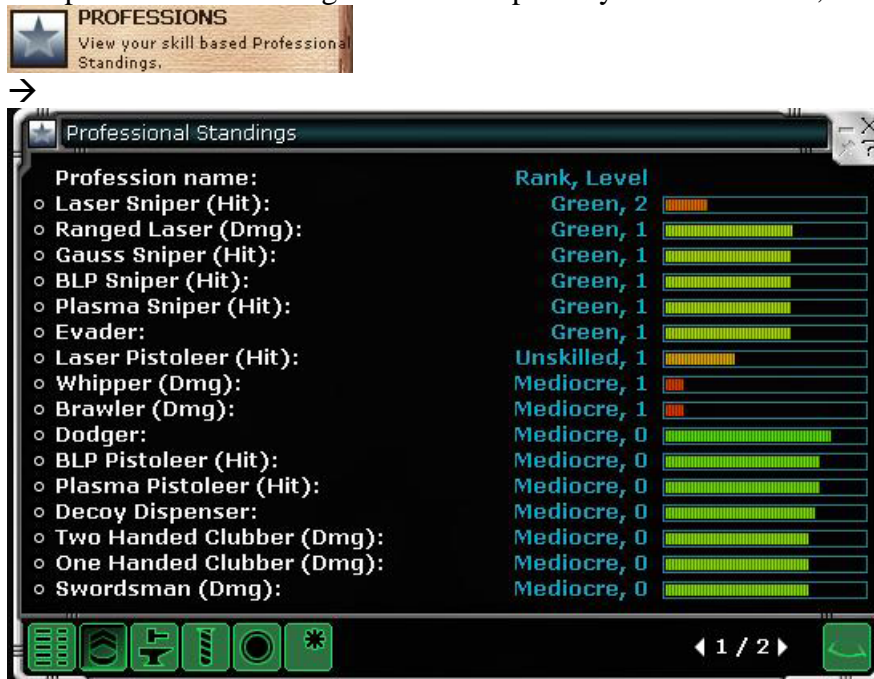 PROFESSIONS
View your skill based Professional
Standings.
→
Professional Standings
Profession name: Rank, Level
Laser Sniper (Hit): Green, 2
Ranged Laser (Dmg): Green, 1
Gauss Sniper (Hit): Green, 1
BLP Sniper (Hit): Green, 1
Plasma Sniper (Hit): Green, 1
Evader: Green, 1
Laser Pistoleer (Hit): Unskilled, 1
Whipper (Dmg): Mediocre, 1
Brawler (Dmg): Mediocre, 1
Dodger: Mediocre, 0
BLP Pistoleer (Hit): Mediocre, 0
Plasma Pistoleer (Hit): Mediocre, 0
Decoy Dispenser: Mediocre, 0
Two Handed Clubber (Dmg): Mediocre, 0
One Handed Clubber (Dmg): Mediocre, 0
Swordsman (Dmg): Mediocre, 0
1 / 2